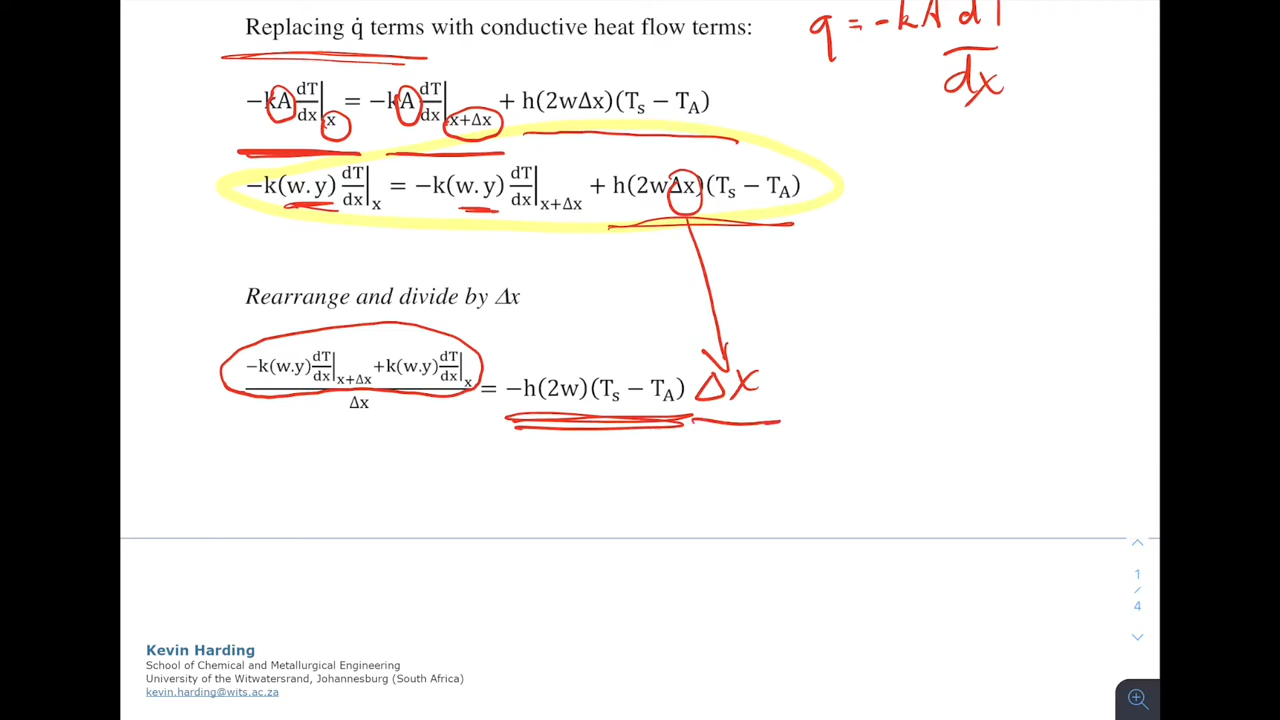 Replacing q̇ terms with conductive heat flow terms:
q = -kA dT/dx
−kA dT/dx|x = −kA dT/dx|x+Δx + h(2wΔx)(Ts − TA)
−k(w. y) dT/dx|x = −k(w. y) dT/dx|x+Δx + h(2wΔx)(Ts − TA)
Rearrange and divide by Δx
−k(w.y) dT/dx|x+Δx +k(w.y) dT/dx|x / Δx = −h(2w)(Ts − TA) Δx
1
/
4
Kevin Harding
School of Chemical and Metallurgical Engineering
University of the Witwatersrand, Johannesburg (South Africa)
kevin.harding@wits.ac.za